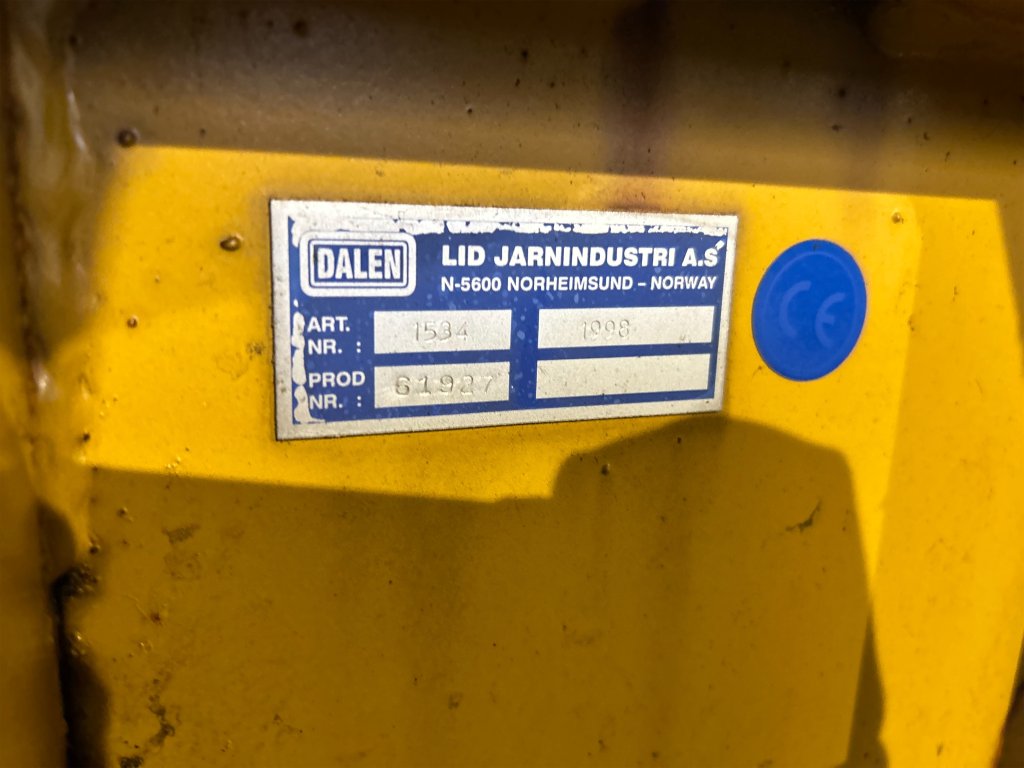 DALEN
LID JARNINDUSTRI A.S
N-5600 NORHEIMSUND – NORWAY
ART. NR. : 1534 1998
PROD NR. : 61927
CE